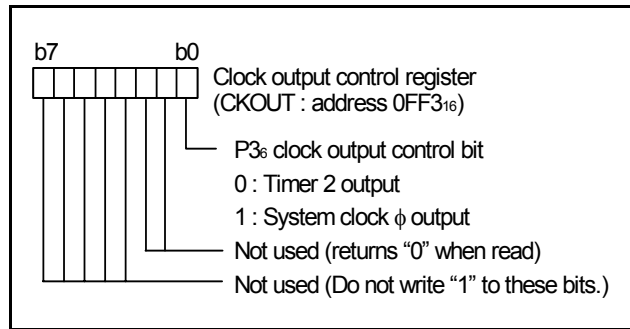 b7 b0
Clock output control register
(CKOUT : address 0FF3₁₆)
P3₆ clock output control bit
0 : Timer 2 output
1 : System clock ϕ output
Not used (returns “0” when read)
Not used (Do not write “1” to these bits.)